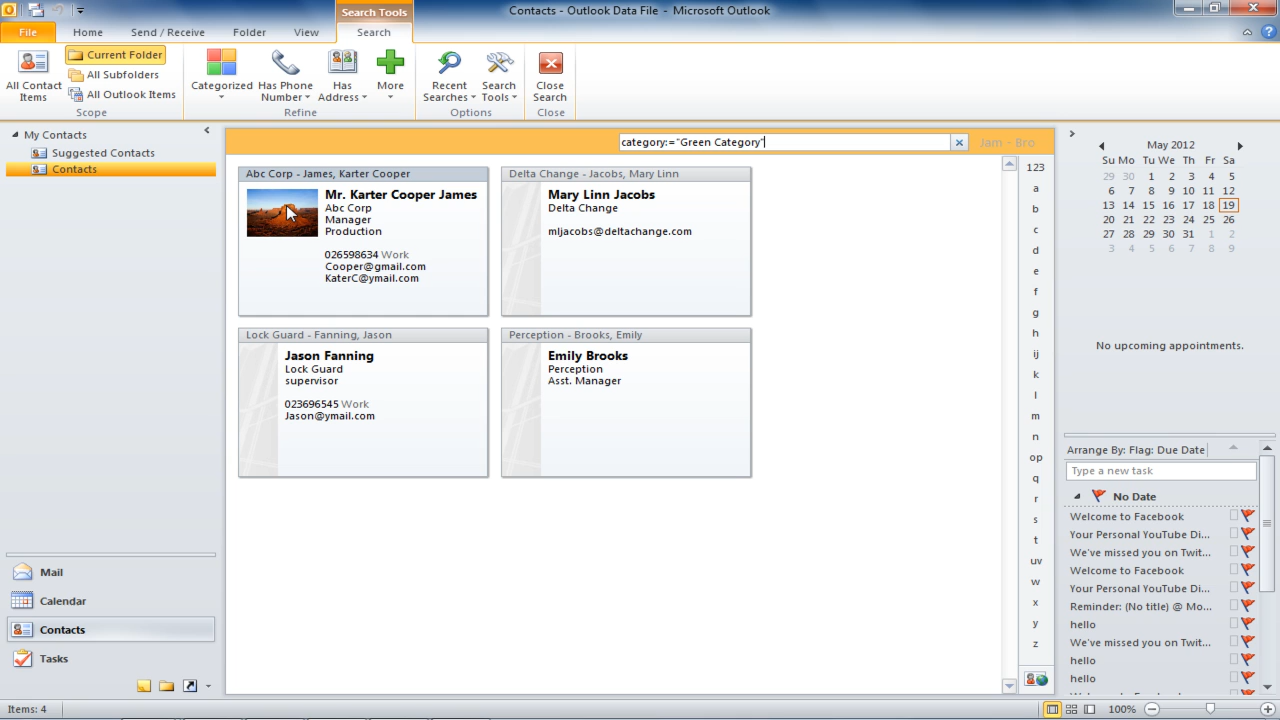 Search Tools
Contacts - Outlook Data File - Microsoft Outlook
File
Home
Send / Receive
Folder
View
Search
All Contact
Items
Current Folder
All Subfolders
All Outlook Items
Scope
Categorized
Has Phone
Number
Has
Address
More
Refine
Recent
Searches
Search
Tools
Options
Close
Search
Close
My Contacts
Suggested Contacts
Contacts
Mail
Calendar
Contacts
Tasks
category:="Green Category"
Jam - Bro
Abc Corp - James, Karter Cooper
Mr. Karter Cooper James
Abc Corp
Manager
Production
026598634 Work
Cooper@gmail.com
KaterC@ymail.com
Delta Change - Jacobs, Mary Linn
Mary Linn Jacobs
Delta Change
mljacobs@deltachange.com
Lock Guard - Fanning, Jason
Jason Fanning
Lock Guard
supervisor
023696545 Work
Jason@ymail.com
Perception - Brooks, Emily
Emily Brooks
Perception
Asst. Manager
123
a
b
c
d
e
f
g
h
ij
k
l
m
n
op
q
r
s
t
uv
w
x
y
z
May 2012
Su Mo Tu We Th Fr Sa
29 30 1 2 3 4 5
6 7 8 9 10 11 12
13 14 15 16 17 18 19
20 21 22 23 24 25 26
27 28 29 30 31 1 2
3 4 5 6 7 8 9
No upcoming appointments.
Arrange By: Flag: Due Date
Type a new task
No Date
Welcome to Facebook
Your Personal YouTube Di...
We've missed you on Twit...
Welcome to Facebook
Your Personal YouTube Di...
Reminder: (No title) @ Mo...
hello
We've missed you on Twit...
hello
hello
Items: 4
100%